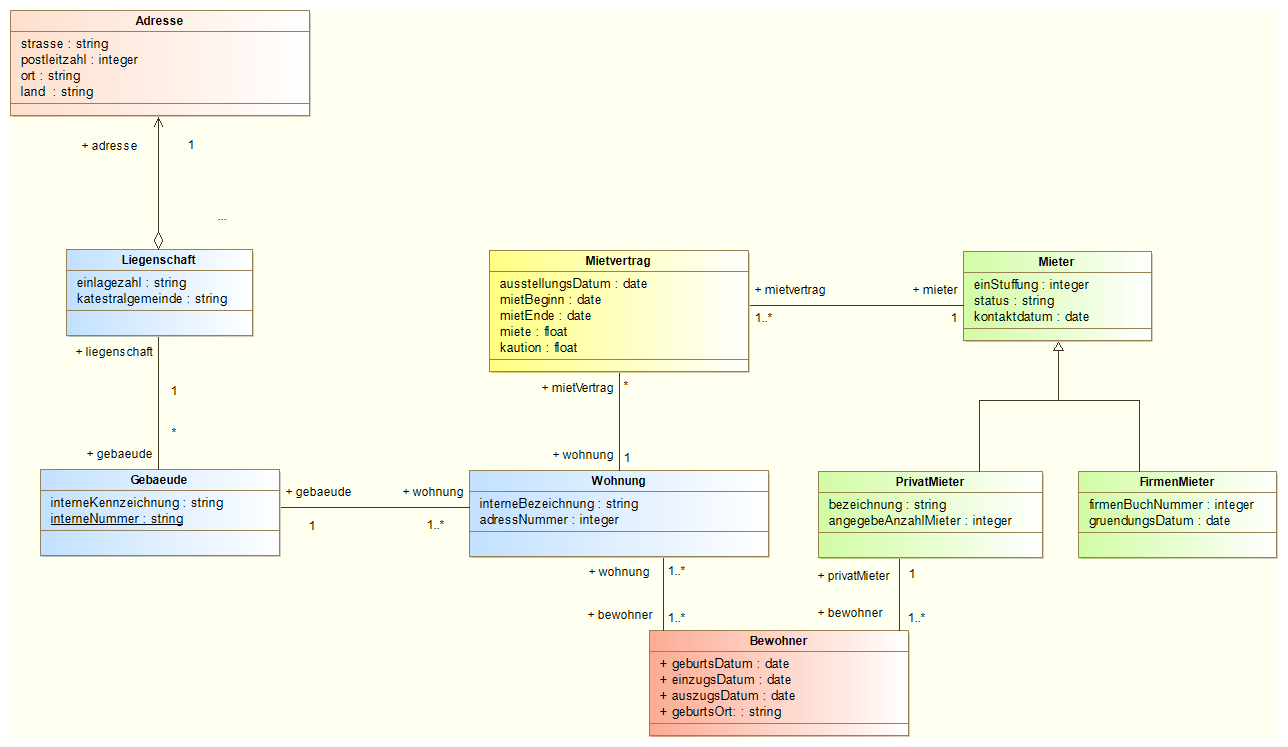 Adresse
strasse : string
postleitzahl : integer
ort : string
land : string
+ adresse
1
...
Liegenschaft
einlagezahl : string
katestralgemeinde : string
+ liegenschaft
1
*
+ gebaeude
Gebaeude
interneKennzeichnung : string
interneNummer : string
+ gebaeude
1
+ wohnung
1..*
Mietvertrag
ausstellungsDatum : date
mietBeginn : date
mietEnde : date
miete : float
kaution : float
+ mietvertrag
1..*
+ mieter
1
+ mietVertrag
*
+ wohnung
1
Wohnung
interneBezeichnung : string
adressNummer : integer
+ wohnung
1..*
+ bewohner
1..*
Mieter
einStuffung : integer
status : string
kontaktdatum : date
PrivatMieter
bezeichnung : string
angegebeAnzahlMieter : integer
FirmenMieter
firmenBuchNummer : integer
gruendungsDatum : date
+ privatMieter
1
+ bewohner
1..*
Bewohner
+ geburtsDatum : date
+ einzugsDatum : date
+ auszugsDatum : date
+ geburtsOrt: : string